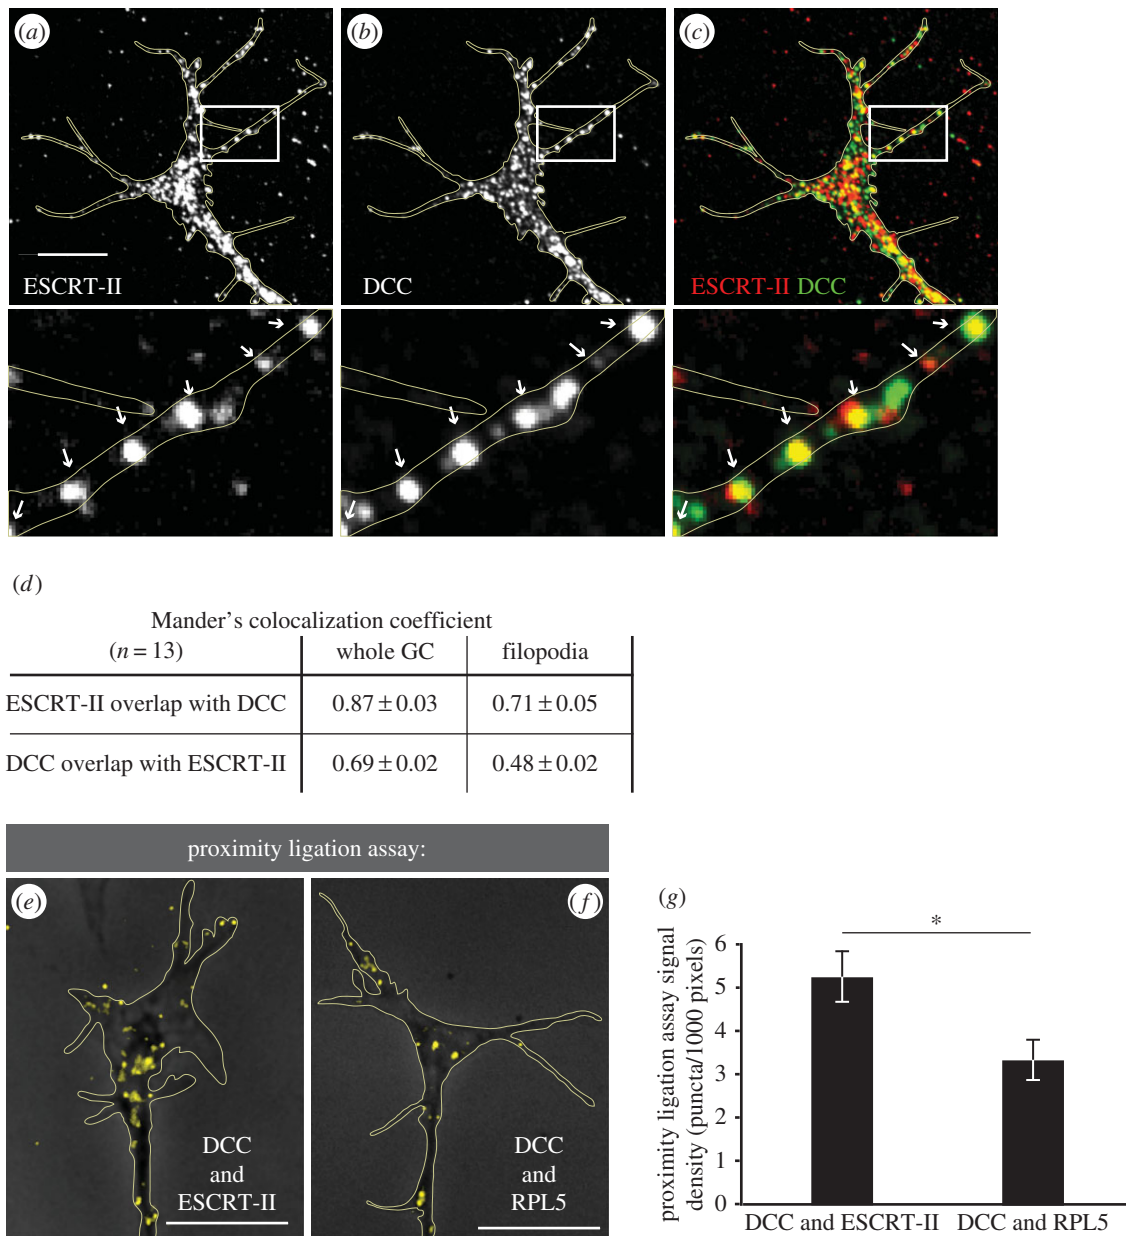 (a)
(b)
(c)
ESCRT-II
DCC
ESCRT-II DCC
(d)
Mander's colocalization coefficient
(n = 13) whole GC filopodia
ESCRT-II overlap with DCC 0.87 ± 0.03 0.71 ± 0.05
DCC overlap with ESCRT-II 0.69 ± 0.02 0.48 ± 0.02
proximity ligation assay:
(e)
DCC
and
ESCRT-II
(f)
DCC
and
RPL5
(g)
proximity ligation assay signal
density (puncta/1000 pixels)
6
5
4
3
2
1
0
*
DCC and ESCRT-II DCC and RPL5